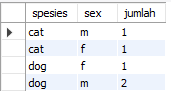 spesies sex jumlah
cat m 1
cat f 1
dog f 1
dog m 2